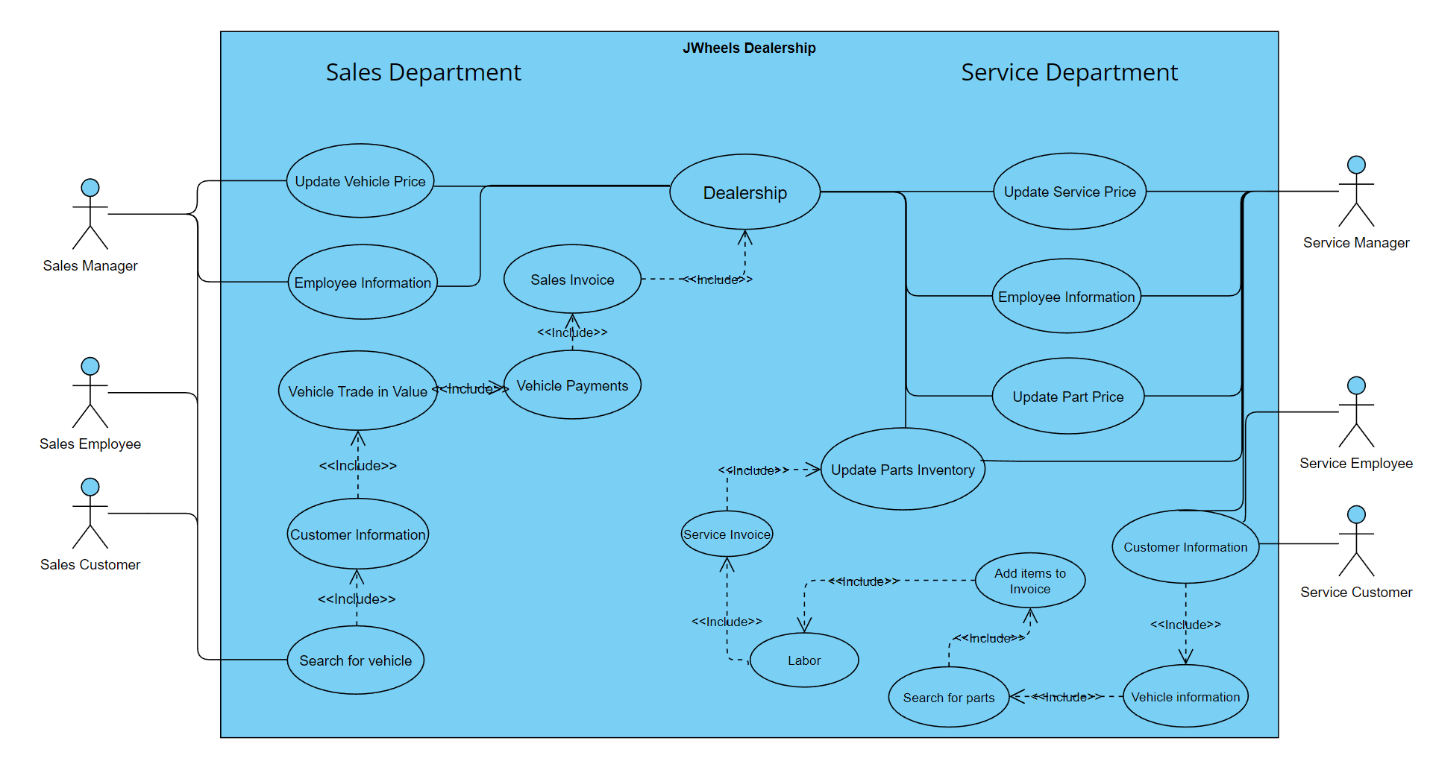 JWheels Dealership
Sales Department
Service Department
Update Vehicle Price
Dealership
Update Service Price
Sales Manager
Service Manager
Employee Information
Sales Invoice
<<Include>>
Employee Information
<<Include>>
Vehicle Trade in Value
<<Include>>
Vehicle Payments
Update Part Price
Sales Employee
Service Employee
<<Include>>
<<Include>>
Update Parts Inventory
Customer Information
Service Invoice
Customer Information
Sales Customer
Service Customer
<<Include>>
<<Include>>
Add items to
Invoice
<<Include>>
<<Include>>
<<Include>>
Search for vehicle
Labor
Search for parts
<<Include>>
Vehicle information